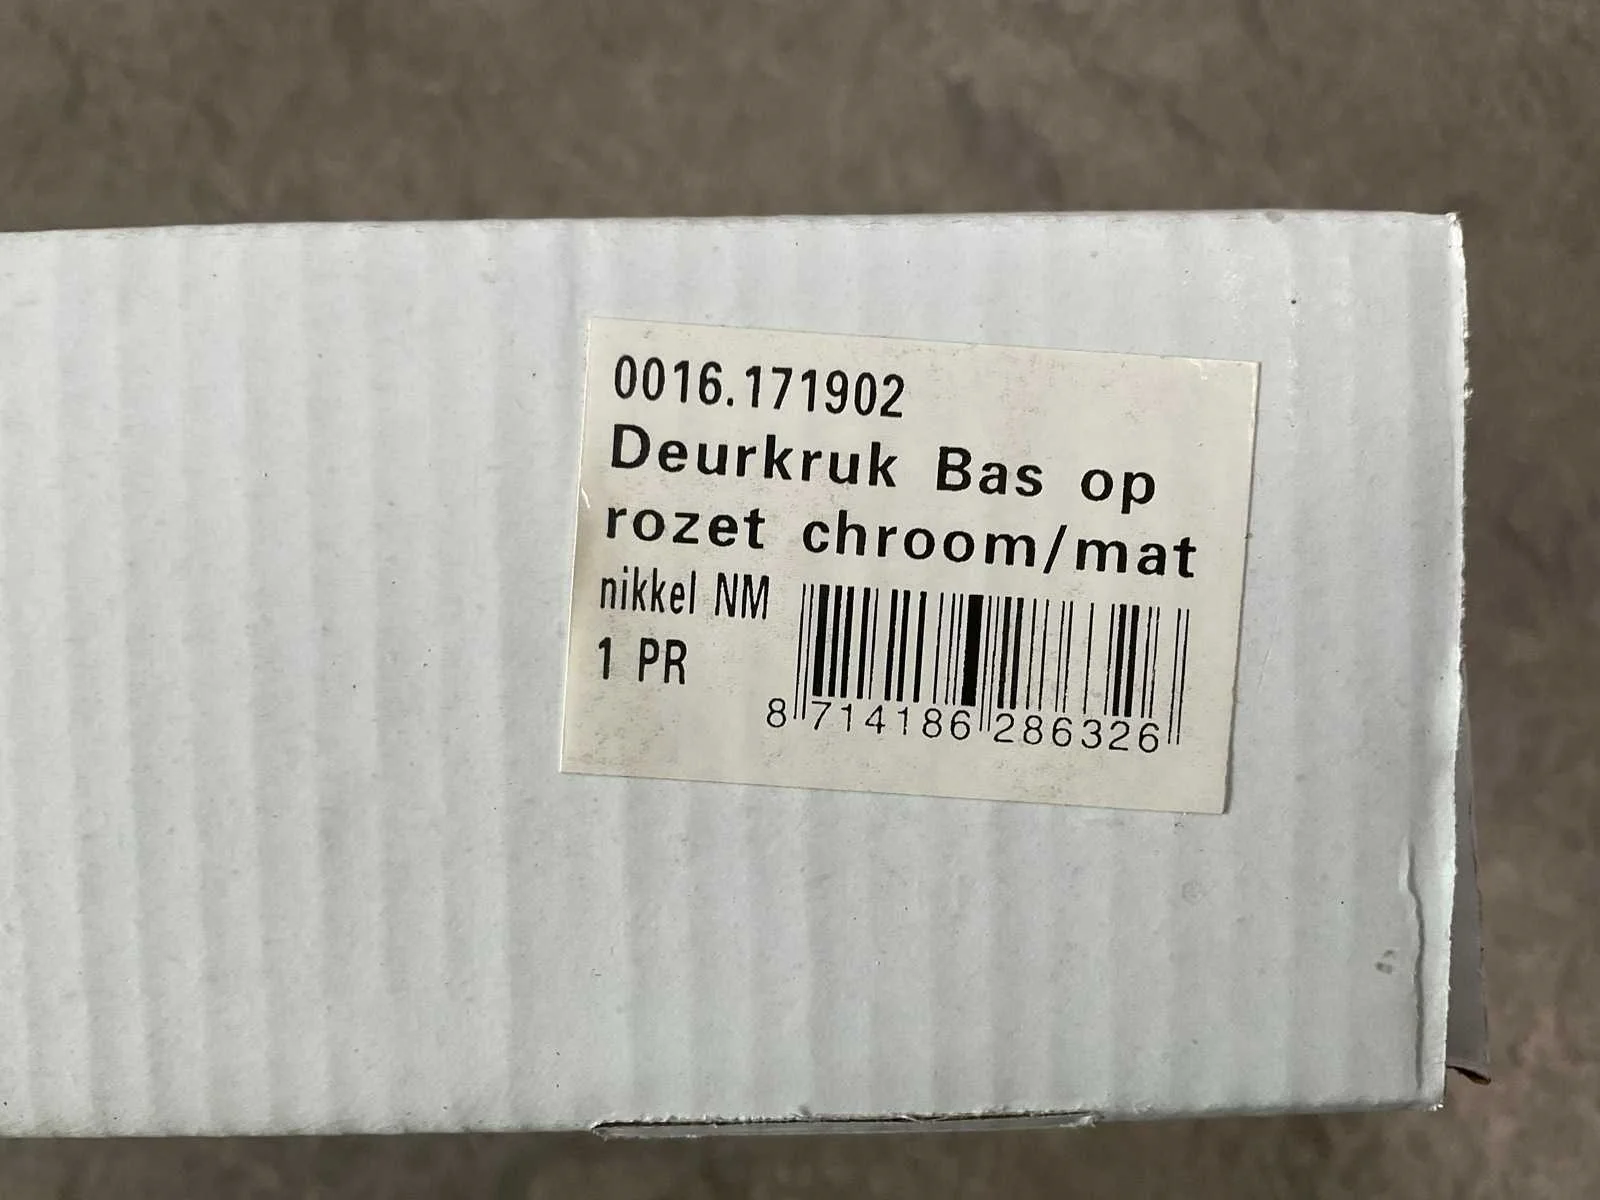 0016.171902
Deurkruk Bas op
rozet chroom/mat
nikkel NM
1 PR
8 714186 286326